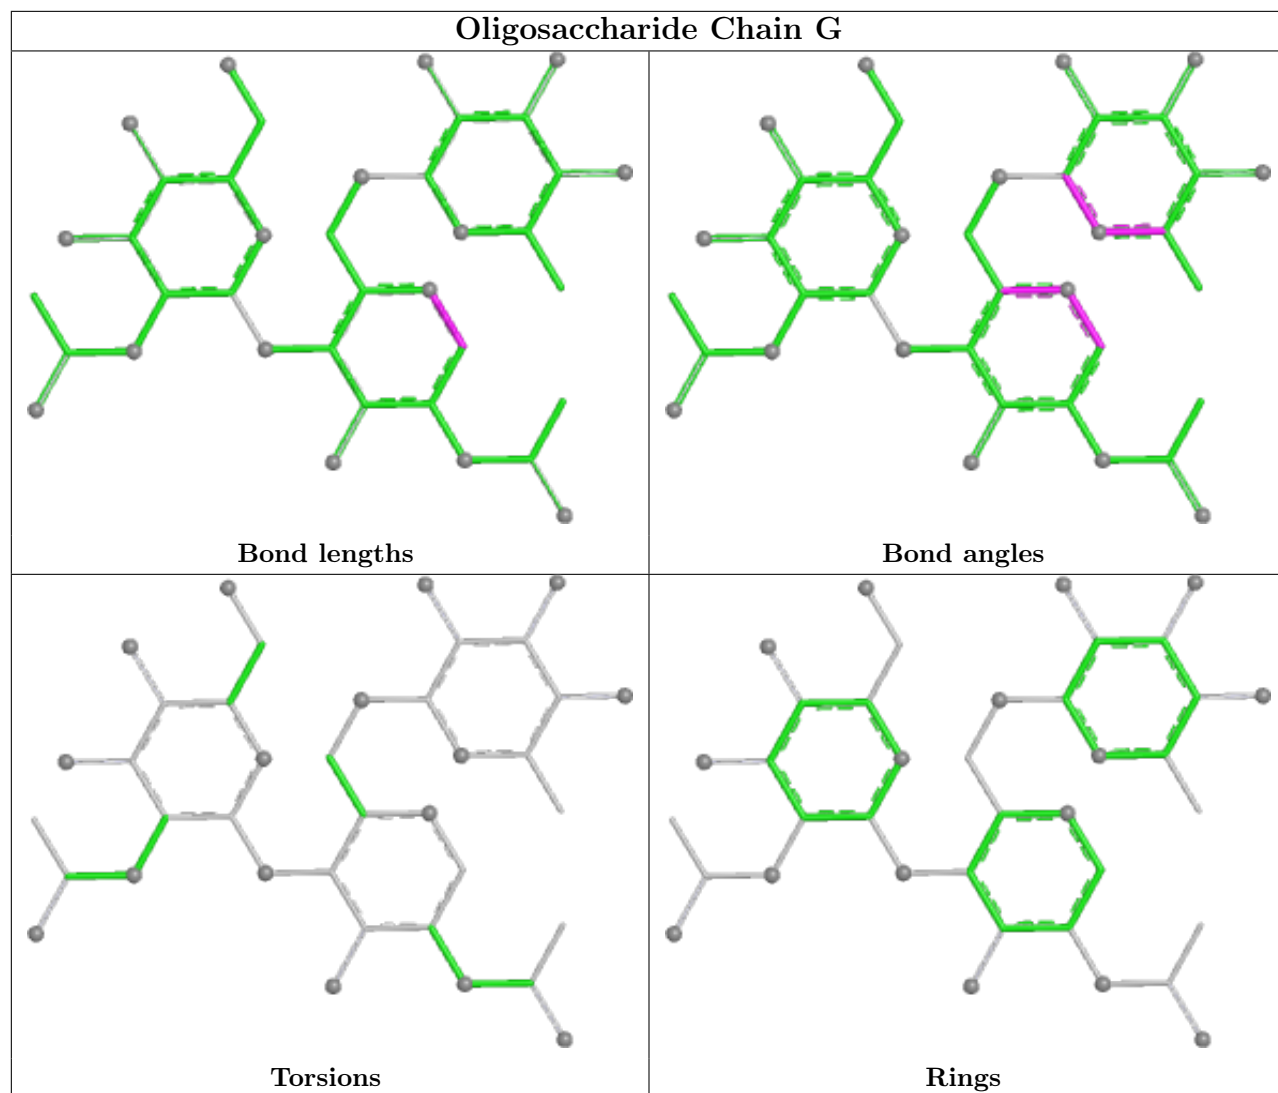 Oligosaccharide Chain G
Bond lengths
Bond angles
Torsions
Rings